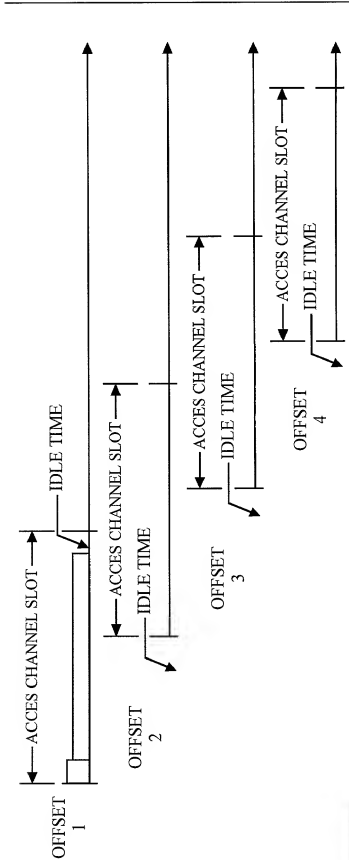 OFFSET
1
ACCES CHANNEL SLOT
IDLE TIME
OFFSET
2
ACCES CHANNEL SLOT
IDLE TIME
OFFSET
3
ACCES CHANNEL SLOT
IDLE TIME
OFFSET
4
ACCES CHANNEL SLOT
IDLE TIME